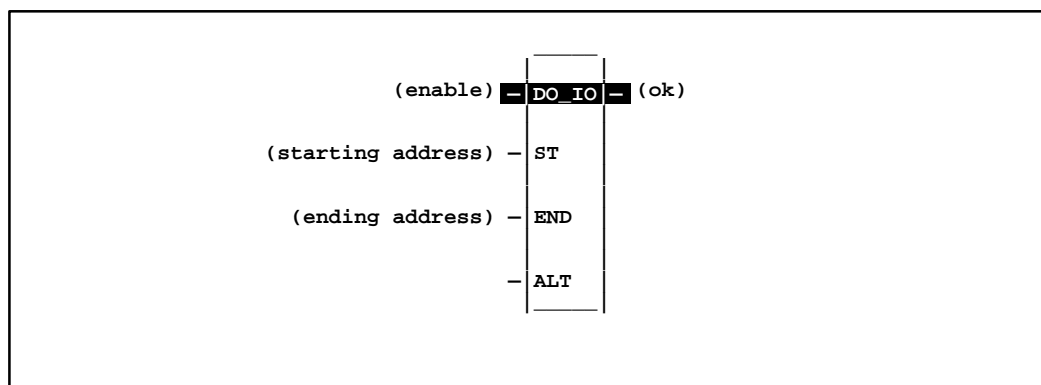 (enable) DO_IO (ok)
(starting address) ST
(ending address) END
ALT